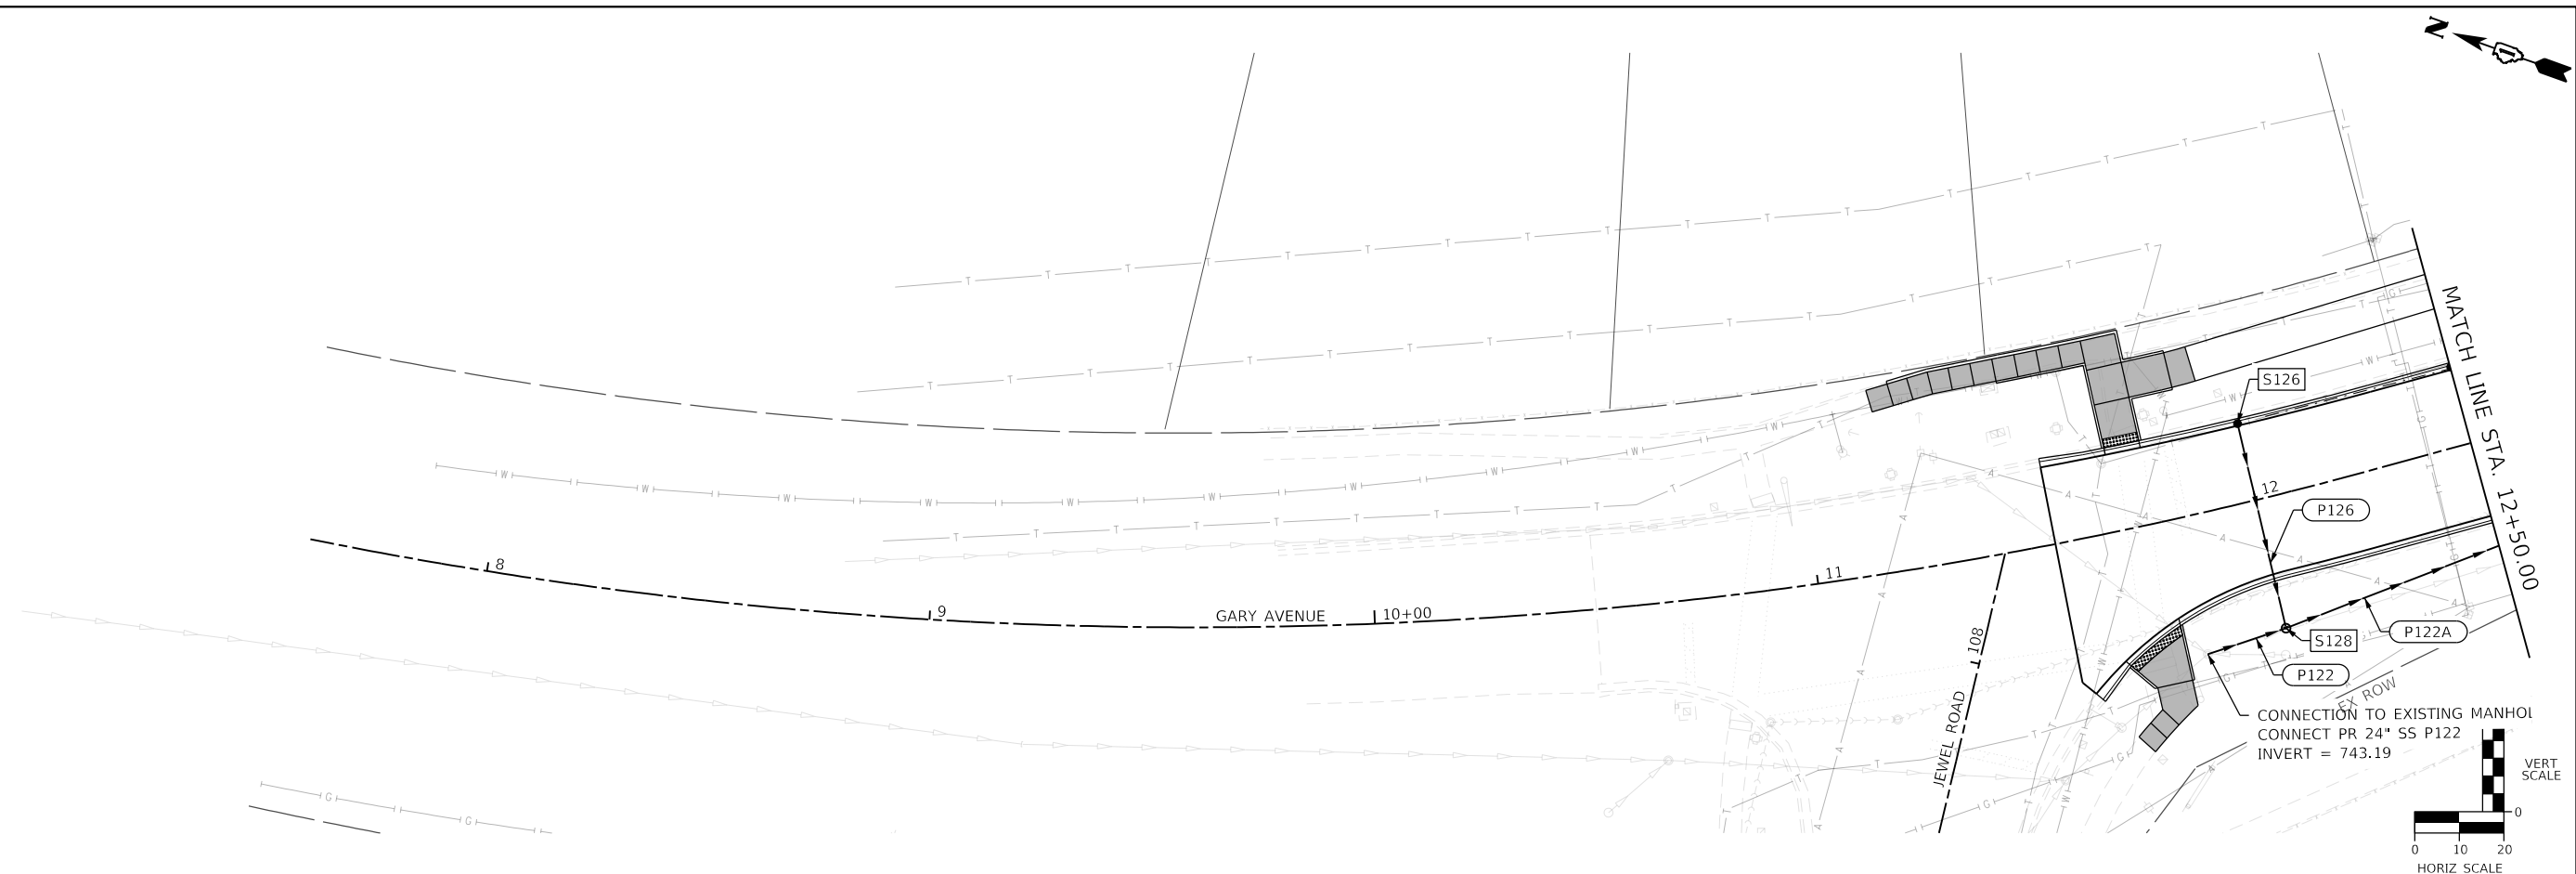 N
MATCH LINE STA. 12+50.00
S126
12
P126
8
9
GARY AVENUE
10+00
11
108
JEWEL ROAD
S128
P122A
P122
EX ROW
CONNECTION TO EXISTING MANHOL
CONNECT PR 24" SS P122
INVERT = 743.19
VERT
SCALE
0
0 10 20
HORIZ SCALE